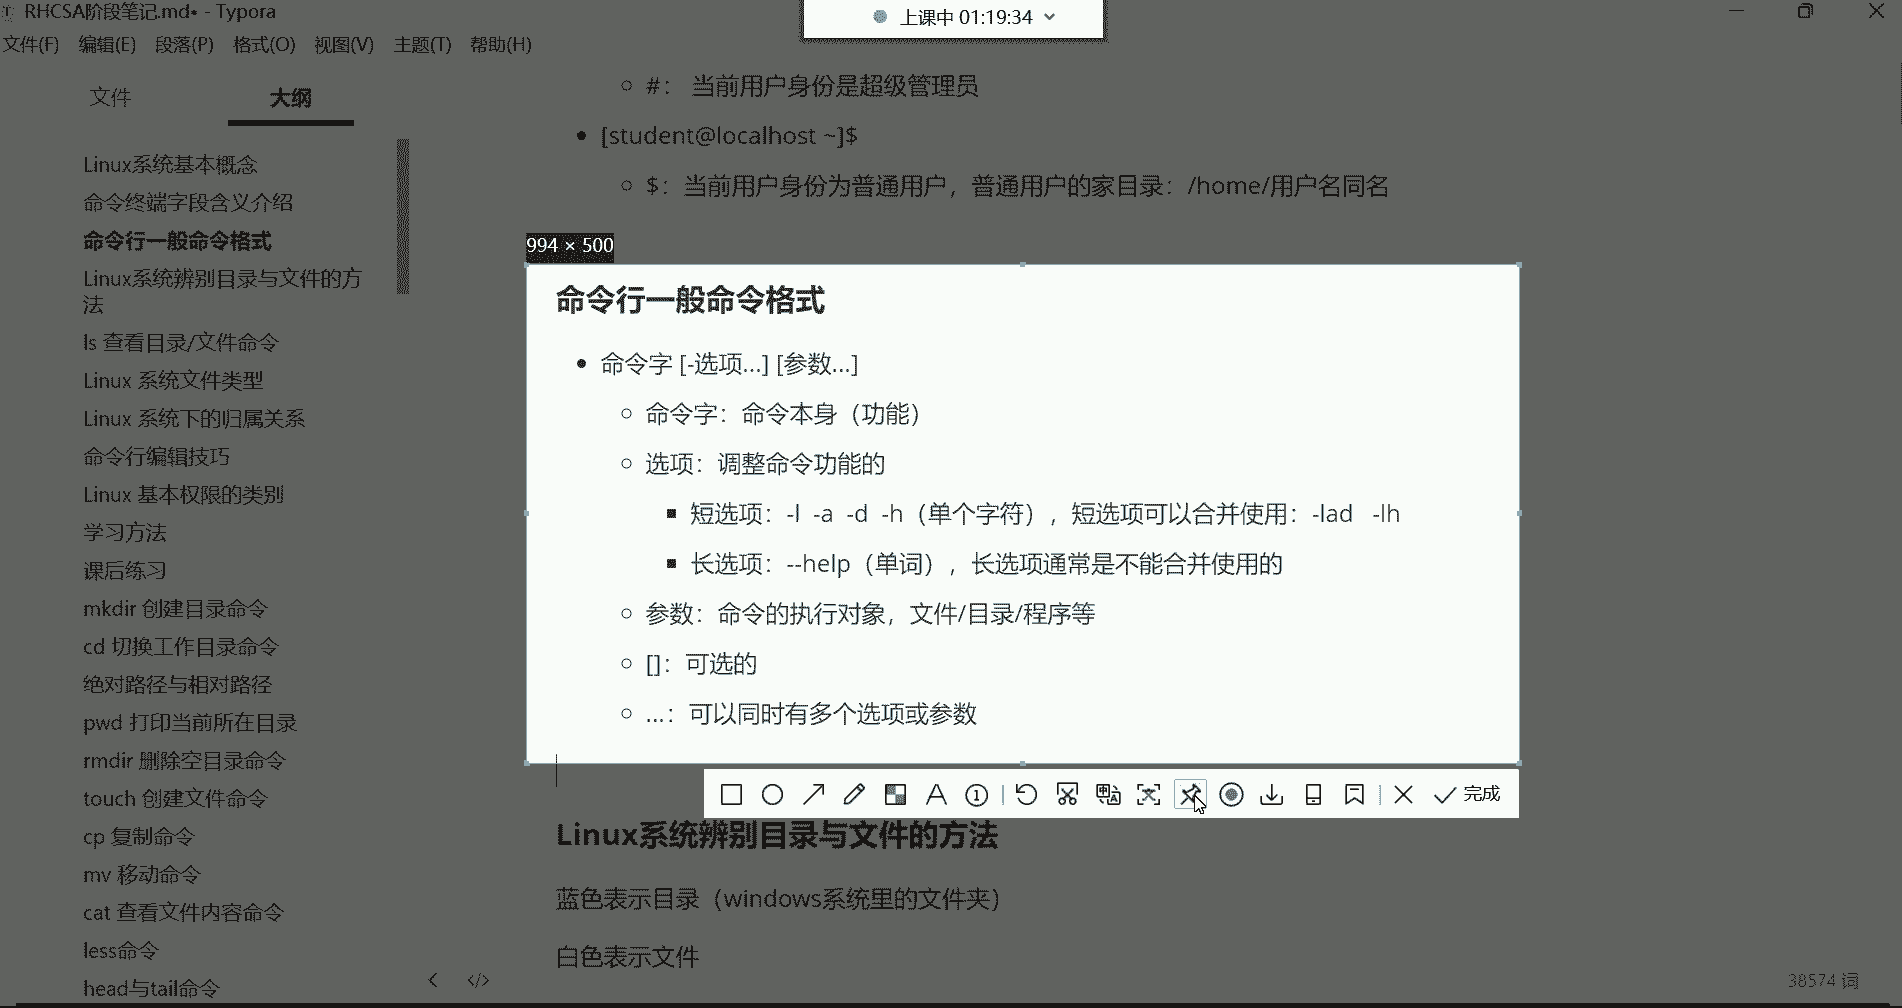 RHCSA阶段笔记.md• - Typora
上课中 01:19:34
文件(F) 编辑(E) 段落(P) 格式(O) 视图(V) 主题(T) 帮助(H)
文件 大纲
Linux系统基本概念
命令终端字段含义介绍
命令行一般命令格式
Linux系统辨别目录与文件的方
法
ls 查看目录/文件命令
Linux 系统文件类型
Linux 系统下的归属关系
命令行编辑技巧
Linux 基本权限的类别
学习方法
课后练习
mkdir 创建目录命令
cd 切换工作目录命令
绝对路径与相对路径
pwd 打印当前所在目录
rmdir 删除空目录命令
touch 创建文件命令
cp 复制命令
mv 移动命令
cat 查看文件内容命令
less命令
head与tail命令
#： 当前用户身份是超级管理员
[student@localhost ~]$
$：当前用户身份为普通用户，普通用户的家目录：/home/用户名同名
994 × 500
命令行一般命令格式
命令字 [-选项...] [参数...]
命令字：命令本身（功能）
选项：调整命令功能的
短选项：-l -a -d -h（单个字符），短选项可以合并使用：-lad -lh
长选项：--help（单词），长选项通常是不能合并使用的
参数：命令的执行对象，文件/目录/程序等
[]：可选的
...：可以同时有多个选项或参数
完成
Linux系统辨别目录与文件的方法
蓝色表示目录（windows系统里的文件夹）
白色表示文件
38574 词